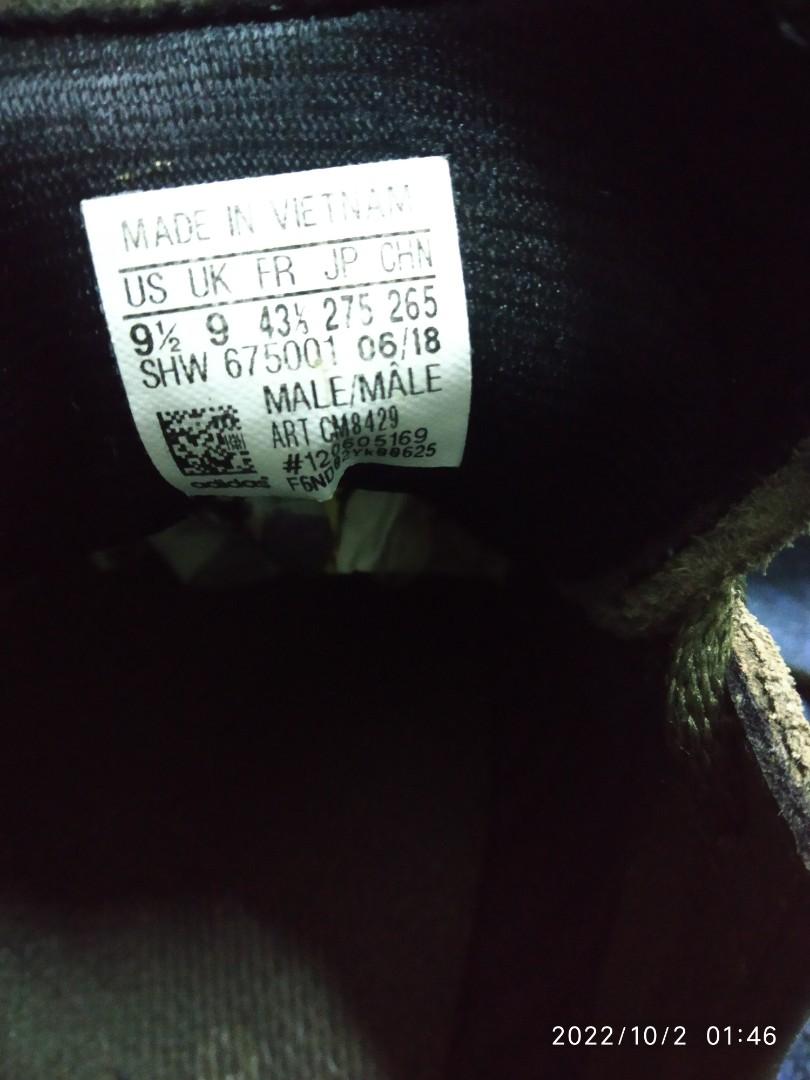 MADE IN VIETNAM
US UK FR JP CHN
9½ 9 43⅓ 275 265
SHW 675001 06/18
MALE/MÂLE
ART CM8429
#120605169
adidas
2022/10/2 01:46